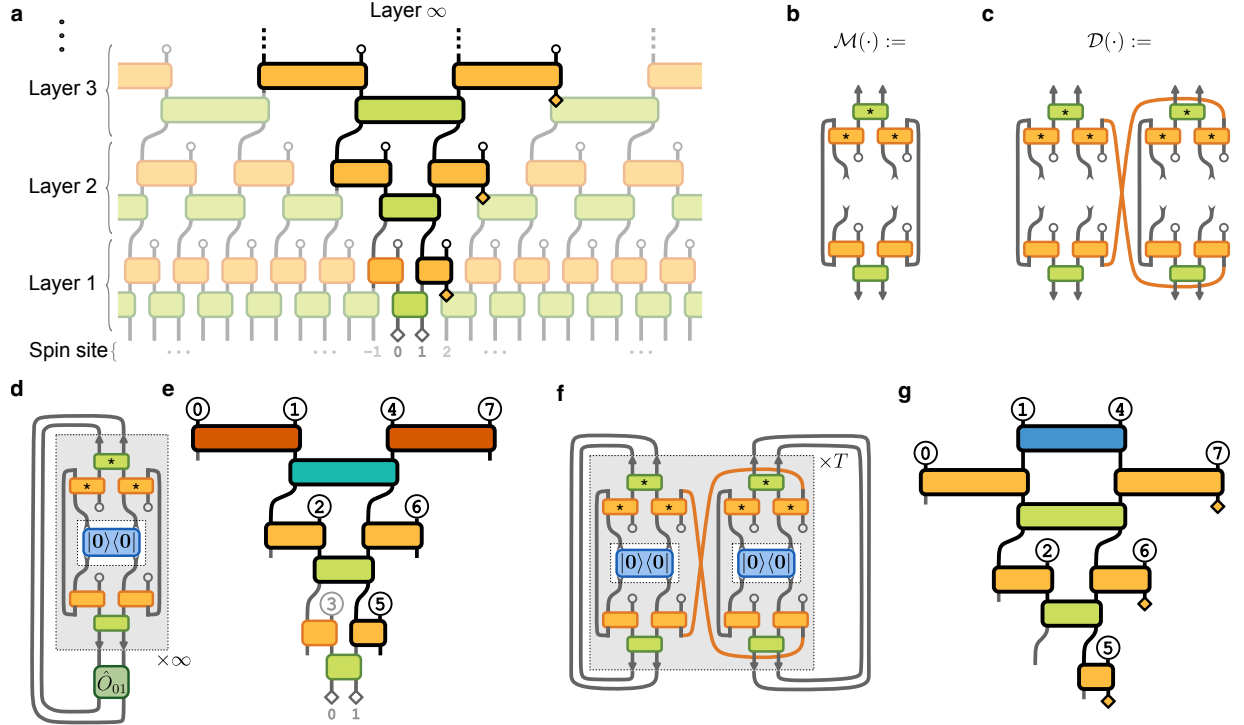 a
Layer ∞
b
c
ℳ(·) :=
𝒟(·) :=
Layer 3
Layer 2
Layer 1
Spin site { ··· ··· −1 0 1 2 ··· ···
* * *
* * * * * *
d
e
f
g
0 1 4 7
2 6
3 5
0 1
*
* *
|0⟩⟨0|
Ô₀₁
×∞
* *
* * * *
|0⟩⟨0| |0⟩⟨0|
×T
1 4
0 7
2 6
5